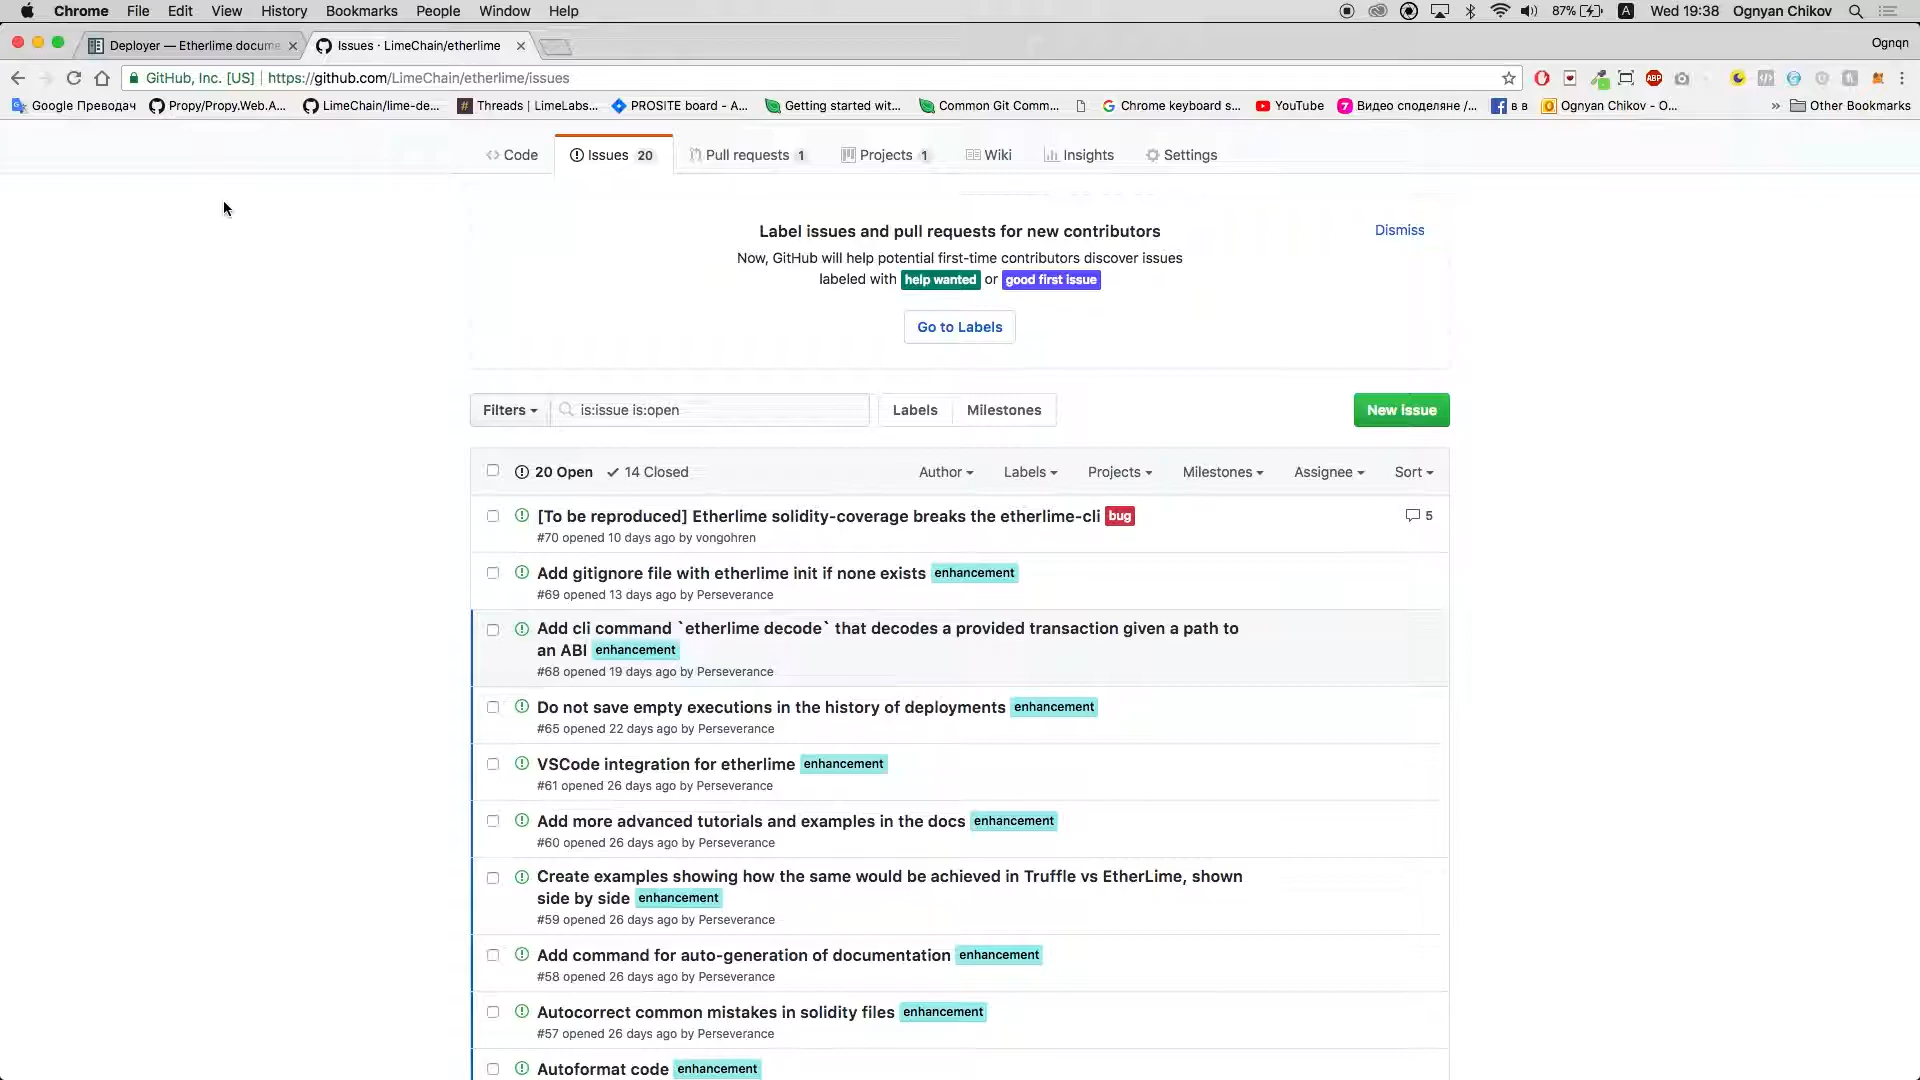 Chrome File Edit View History Bookmarks People Window Help 87% A Wed 19:38 Ognyan Chikov
Deployer — Etherlime docume Issues · LimeChain/etherlime Ognqn
GitHub, Inc. [US] https://github.com/LimeChain/etherlime/issues ABP
Google Преводач Propy/Propy.Web.A... LimeChain/lime-de... Threads | LimeLabs... PROSITE board - A... Getting started wit... Common Git Comm... Chrome keyboard s... YouTube Видео споделяне /... в в Ognyan Chikov - O... » Other Bookmarks
Code Issues 20 Pull requests 1 Projects 1 Wiki Insights Settings
Label issues and pull requests for new contributors Dismiss
Now, GitHub will help potential first-time contributors discover issues
labeled with help wanted or good first issue
Go to Labels
Filters is:issue is:open Labels Milestones New issue
20 Open 14 Closed Author Labels Projects Milestones Assignee Sort
[To be reproduced] Etherlime solidity-coverage breaks the etherlime-cli bug 5
#70 opened 10 days ago by vongohren
Add gitignore file with etherlime init if none exists enhancement
#69 opened 13 days ago by Perseverance
Add cli command `etherlime decode` that decodes a provided transaction given a path to
an ABI enhancement
#68 opened 19 days ago by Perseverance
Do not save empty executions in the history of deployments enhancement
#65 opened 22 days ago by Perseverance
VSCode integration for etherlime enhancement
#61 opened 26 days ago by Perseverance
Add more advanced tutorials and examples in the docs enhancement
#60 opened 26 days ago by Perseverance
Create examples showing how the same would be achieved in Truffle vs EtherLime, shown
side by side enhancement
#59 opened 26 days ago by Perseverance
Add command for auto-generation of documentation enhancement
#58 opened 26 days ago by Perseverance
Autocorrect common mistakes in solidity files enhancement
#57 opened 26 days ago by Perseverance
Autoformat code enhancement